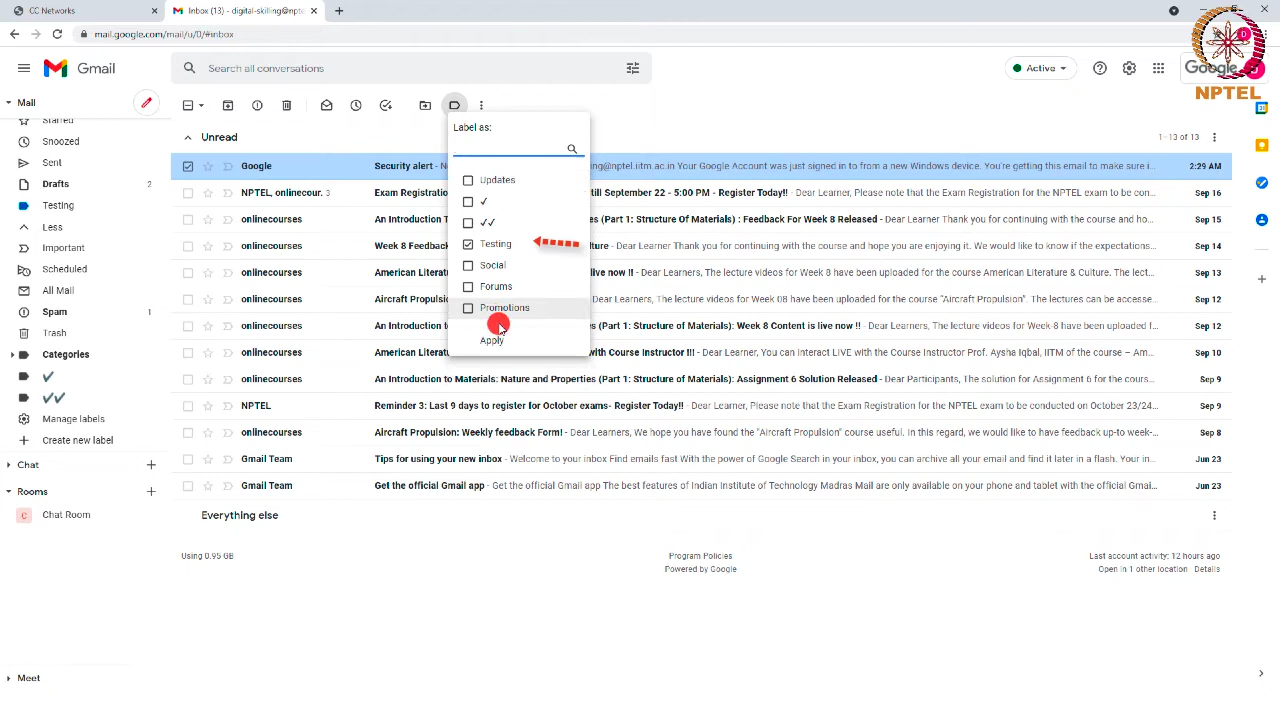 CC Networks
Inbox (13) - digital-skilling@npte
mail.google.com/mail/u/0/#inbox
Gmail
Search all conversations
Active
Google
NPTEL
Mail
Starred
Snoozed
Sent
Drafts 2
Testing
Less
Important
Scheduled
All Mail
Spam 1
Trash
Categories
✔
✔✔
Manage labels
Create new label
Chat
Rooms
C Chat Room
Meet
Unread
1–13 of 13
Label as:
Updates
✓
✓✓
Testing
Social
Forums
Promotions
Apply
Google Security alert - ing@nptel.iitm.ac.in Your Google Account was just signed in to from a new Windows device. You're getting this email to make sure i... 2:29 AM
NPTEL, onlinecour. 3 Exam Registratio till September 22 - 5:00 PM - Register Today!! - Dear Learner, Please note that the Exam Registration for the NPTEL exam to be con... Sep 16
onlinecourses An Introduction T es (Part 1: Structure Of Materials) : Feedback For Week 8 Released - Dear Learner Thank you for continuing with the course and ho... Sep 15
onlinecourses Week 8 Feedbac ture - Dear Learner Thank you for continuing with the course and hope you are enjoying it. We would like to know if the expectations... Sep 14
onlinecourses American Literatu live now !! - Dear Learners, The lecture videos for Week 8 have been uploaded for the course American Literature & Culture. The lect... Sep 13
onlinecourses Aircraft Propulsio - Dear Learners, The lecture videos for Week 08 have been uploaded for the course "Aircraft Propulsion". The lectures can be accesse... Sep 12
onlinecourses An Introduction to (Part 1: Structure of Materials): Week 8 Content is live now !! - Dear Learners, The lecture videos for Week 8 have been uploaded for the cour... Sep 12
onlinecourses American Literatu with Course Instructor !!! - Dear Learner, You can interact LIVE with the Course Instructor Prof. Aysha Iqbal, IITM of the course – Am... Sep 10
onlinecourses An Introduction to Materials: Nature and Properties (Part 1: Structure of Materials): Assignment 6 Solution Released - Dear Participants, The solution for Assignment 6 for the cours... Sep 9
NPTEL Reminder 3: Last 9 days to register for October exams- Register Today!! - Dear Learner, Please note that the Exam Registration for the NPTEL exam to be conducted on October 23/24... Sep 9
onlinecourses Aircraft Propulsion: Weekly feedback Form! - Dear Learners, We hope you have found the "Aircraft Propulsion" course useful. In this regard, we would like to have feedback up-to week-... Sep 8
Gmail Team Tips for using your new inbox - Welcome to your inbox Find emails fast With the power of Google Search in your inbox, you can archive all your email and find it later in a flash. Your in... Jun 23
Gmail Team Get the official Gmail app - Get the official Gmail app The best features of Indian Institute of Technology Madras Mail are only available on your phone and tablet with the official Gmai... Jun 23
Everything else
Using 0.95 GB
Program Policies
Powered by Google
Last account activity: 12 hours ago
Open in 1 other location · Details